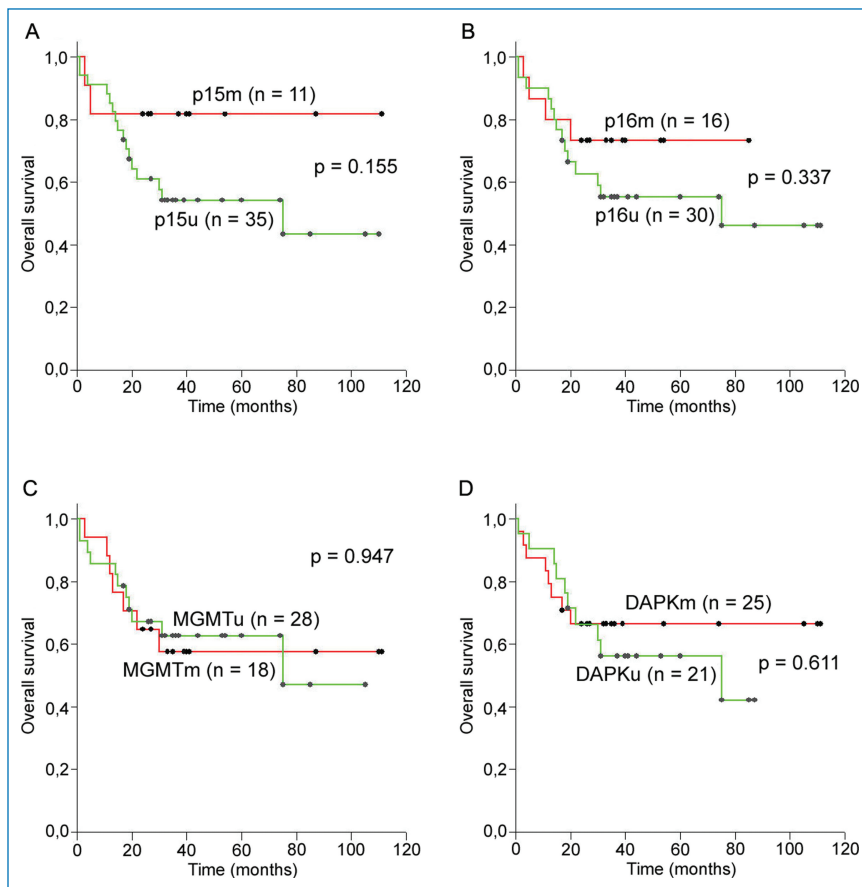 A
Overall survival
1,0
0,8
0,6
0,4
0,2
0,0
p15m (n = 11)
p = 0.155
p15u (n = 35)
0 20 40 60 80 100 120
Time (months)
B
Overall survival
1,0
0,8
0,6
0,4
0,2
0,0
p16m (n = 16)
p = 0.337
p16u (n = 30)
0 20 40 60 80 100 120
Time (months)
C
Overall survival
1,0
0,8
0,6
0,4
0,2
0,0
p = 0.947
MGMTu (n = 28)
MGMTm (n = 18)
0 20 40 60 80 100 120
Time (months)
D
Overall survival
1,0
0,8
0,6
0,4
0,2
0,0
DAPKm (n = 25)
p = 0.611
DAPKu (n = 21)
0 20 40 60 80 100 120
Time (months)